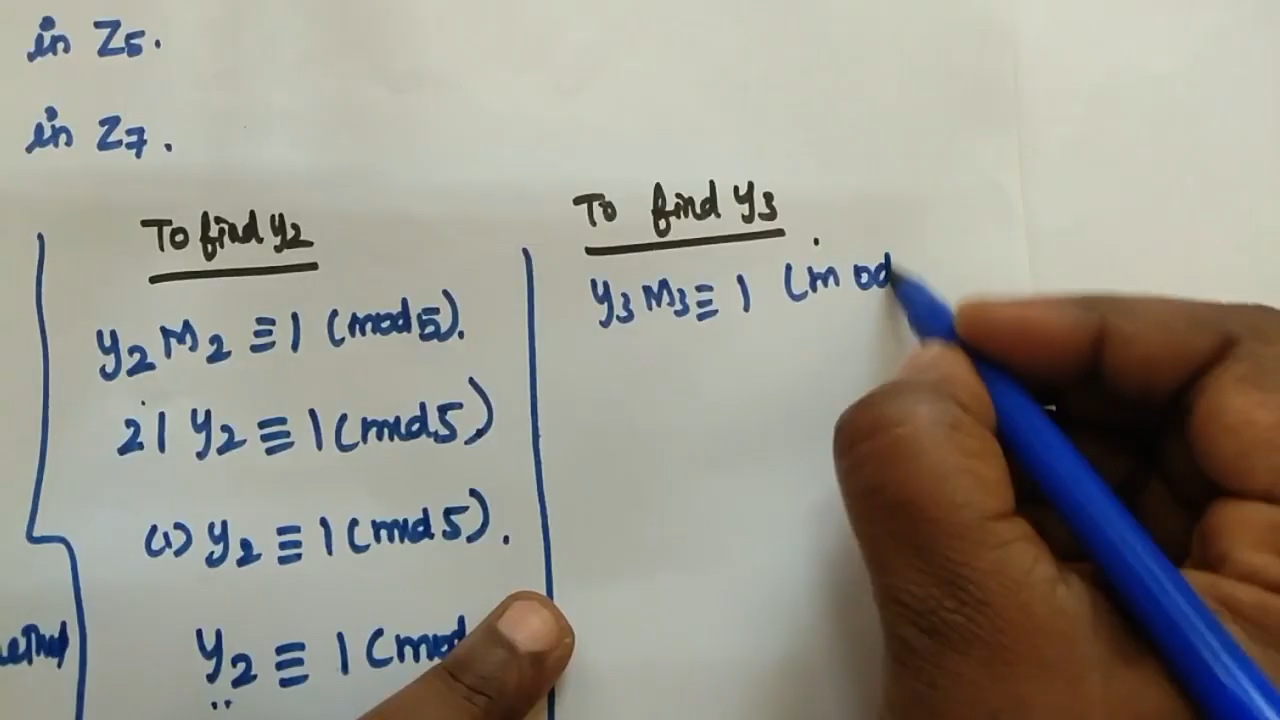 in Z5.
in Z7.
To find y2
y2 M2 ≡ 1 (mod 5).
21 y2 ≡ 1 (mod 5)
(1) y2 ≡ 1 (mod 5).
y2 ≡ 1 (mod
To find y3
y3 M3 ≡ 1 (mod